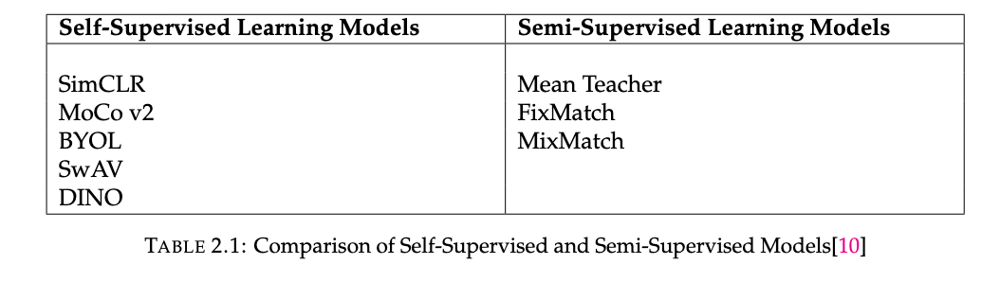 Self-Supervised Learning Models Semi-Supervised Learning Models
SimCLR Mean Teacher
MoCo v2 FixMatch
BYOL MixMatch
SwAV
DINO
TABLE 2.1: Comparison of Self-Supervised and Semi-Supervised Models[10]